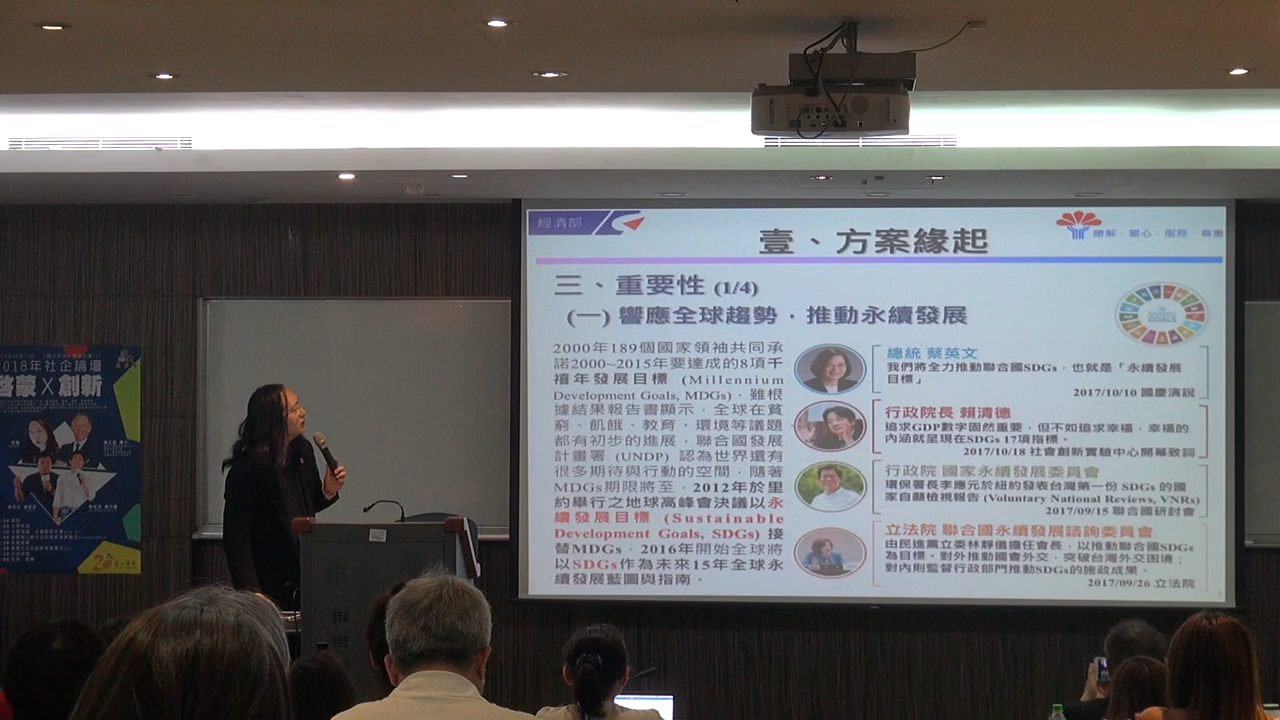 2018年社企論壇
啓蒙 X 創新
經濟部
瞭解．關心．服務．尊重
壹、方案緣起
三、重要性 (1/4)
(一) 響應全球趨勢，推動永續發展
GOALS
2000年189個國家領袖共同承
諾2000~2015年要達成的8項千
禧年發展目標 (Millennium
Development Goals, MDGs)，雖根
據結果報告書顯示，全球在貧
窮、飢餓、教育、環境等議題
都有初步的進展，聯合國發展
計畫署 (UNDP) 認為世界還有
很多期待與行動的空間，隨著
MDGs期限將至，2012年於里
約舉行之地球高峰會決議以永
續發展目標 (Sustainable
Development Goals, SDGs) 接
替MDGs，2016年開始全球將
以SDGs作為未來15年全球永
續發展藍圖與指南。
總統 蔡英文
我們將全力推動聯合國SDGs，也就是「永續發展
目標」
2017/10/10 國慶演說
行政院長 賴清德
追求GDP數字固然重要，但不如追求幸福，幸福的
內涵就呈現在SDGs 17項指標。
2017/10/18 社會創新實驗中心開幕致詞
行政院 國家永續發展委員會
環保署長李應元於紐約發表台灣第一份 SDGs 的國
家自願檢視報告 (Voluntary National Reviews, VNRs)
2017/09/15 聯合國研討會
立法院 聯合國永續發展諮詢委員會
由民進黨立委林靜儀擔任會長，以推動聯合國SDGs
為目標。對外推動國會外交，突破台灣外交困境；
對內則監督行政部門推動SDGs的施政成果。
2017/09/26 立法院
5